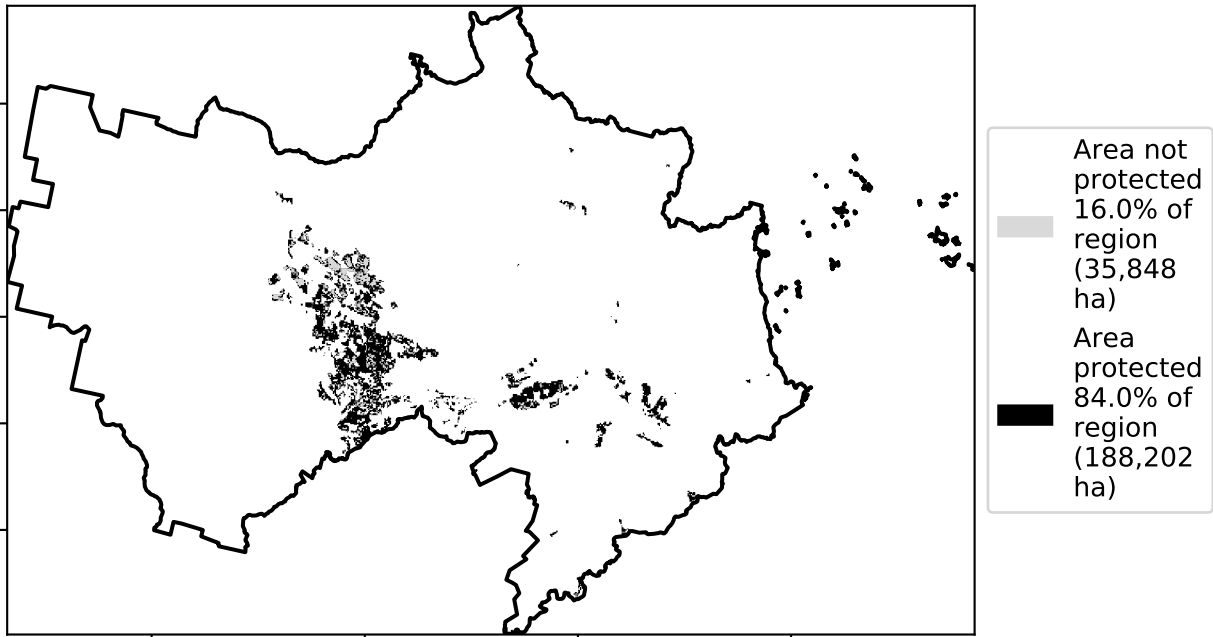 Area not
protected
16.0% of
region
(35,848
ha)
Area
protected
84.0% of
region
(188,202
ha)